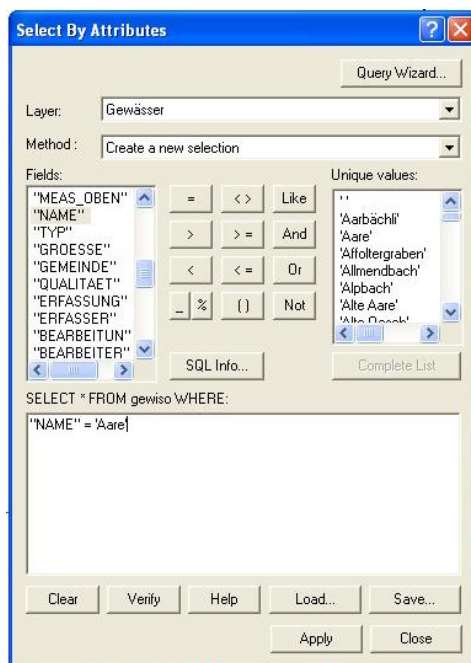 Select By Attributes
Query Wizard...
Layer: Gewässer
Method : Create a new selection
Fields:
"MEAS_OBEN"
"NAME"
"TYP"
"GROESSE"
"GEMEINDE"
"QUALITAET"
"ERFASSUNG"
"ERFASSER"
"BEARBEITUN"
"BEARBEITER"
= < > Like
> > = And
< < = Or
_ % ( ) Not
SQL Info...
Unique values:
' '
'Aarbächli'
'Aare'
'Affoltergraben'
'Allmendbach'
'Alpbach'
'Alte Aare'
'Alte Oesch'
Complete List
SELECT * FROM gewiso WHERE:
"NAME" = 'Aare'
Clear Verify Help Load... Save...
Apply Close